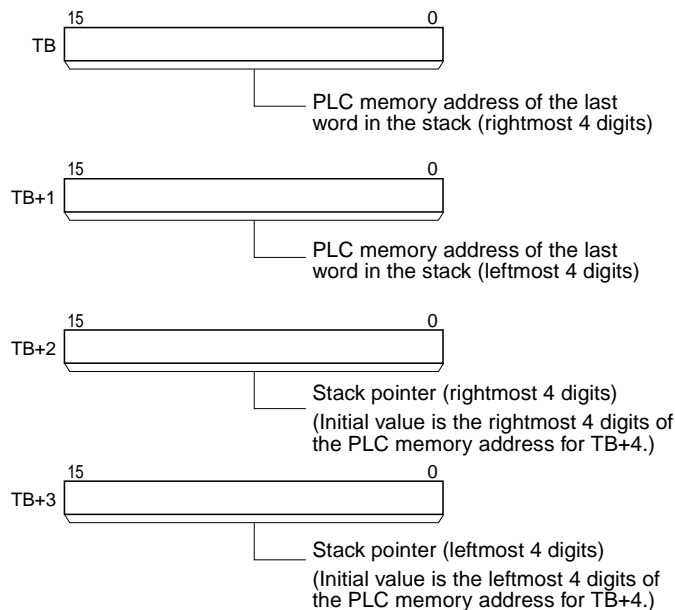 15 0
TB
PLC memory address of the last
word in the stack (rightmost 4 digits)
15 0
TB+1
PLC memory address of the last
word in the stack (leftmost 4 digits)
15 0
TB+2
Stack pointer (rightmost 4 digits)
(Initial value is the rightmost 4 digits of
the PLC memory address for TB+4.)
15 0
TB+3
Stack pointer (leftmost 4 digits)
(Initial value is the leftmost 4 digits of
the PLC memory address for TB+4.)